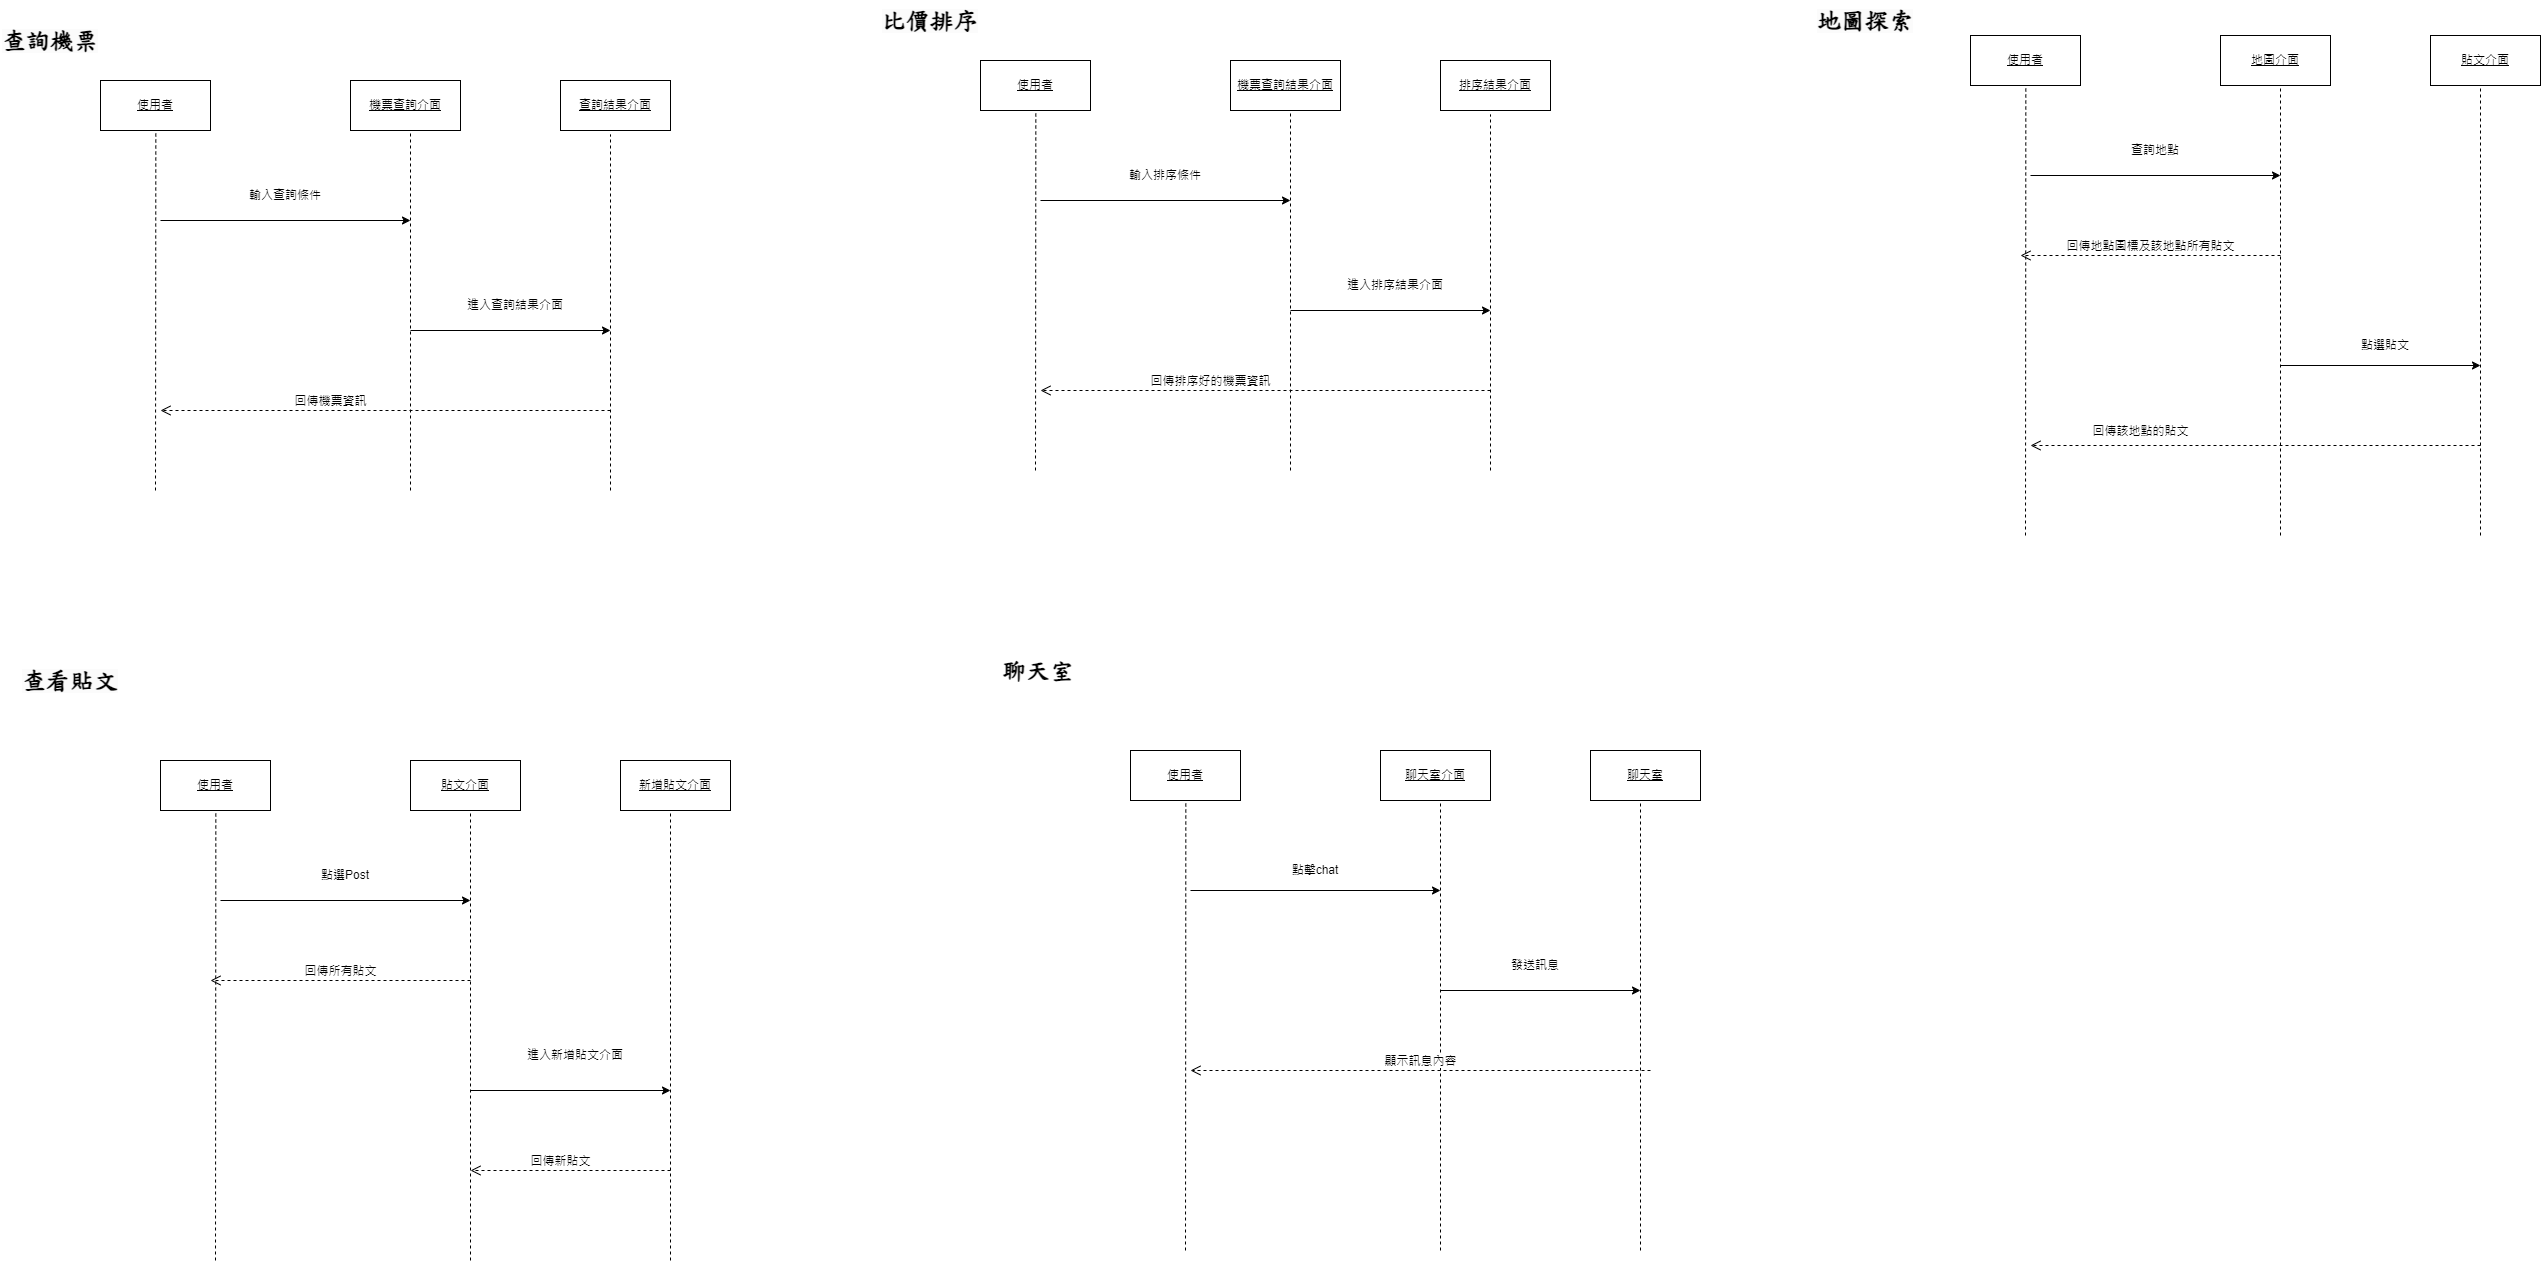 查詢機票
使用者
機票查詢介面
查詢結果介面
輸入查詢條件
進入查詢結果介面
回傳機票資訊
比價排序
使用者
機票查詢結果介面
排序結果介面
輸入排序條件
進入排序結果介面
回傳排序好的機票資訊
地圖探索
使用者
地圖介面
貼文介面
查詢地點
回傳地點圖標及該地點所有貼文
點選貼文
回傳該地點的貼文
查看貼文
使用者
貼文介面
新增貼文介面
點選Post
回傳所有貼文
進入新增貼文介面
回傳新貼文
聊天室
使用者
聊天室介面
聊天室
點擊chat
發送訊息
顯示訊息內容